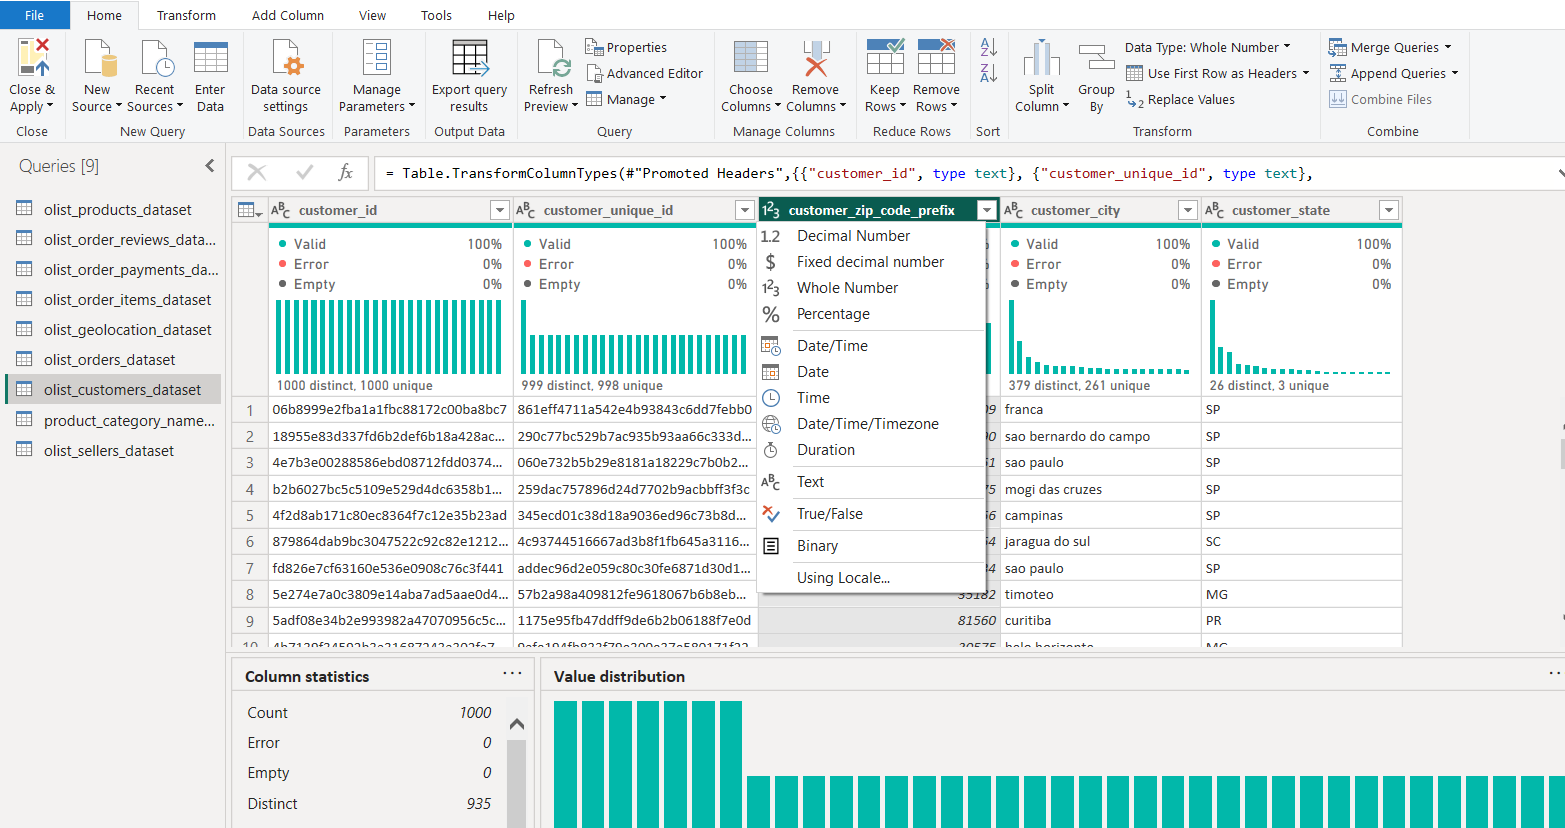 File Home Transform Add Column View Tools Help
Close & Apply
New Source
Recent Sources
Enter Data
Data source settings
Manage Parameters
Export query results
Refresh Preview
Properties
Advanced Editor
Manage
Choose Columns
Remove Columns
Keep Rows
Remove Rows
Split Column
Group By
Data Type: Whole Number
Use First Row as Headers
Replace Values
Merge Queries
Append Queries
Combine Files
Close New Query Data Sources Parameters Output Data Query Manage Columns Reduce Rows Sort Transform Combine
Queries [9]
olist_products_dataset
olist_order_reviews_data...
olist_order_payments_da...
olist_order_items_dataset
olist_geolocation_dataset
olist_orders_dataset
olist_customers_dataset
product_category_name...
olist_sellers_dataset
fx = Table.TransformColumnTypes(#"Promoted Headers",{{"customer_id", type text}, {"customer_unique_id", type text},
ABC customer_id ABC customer_unique_id 123 customer_zip_code_prefix ABC customer_city ABC customer_state
Valid 100% Valid 100% Valid 100% Valid 100%
Error 0% Error 0% Error 0% Error 0%
Empty 0% Empty 0% Empty 0% Empty 0%
1000 distinct, 1000 unique 999 distinct, 998 unique 379 distinct, 261 unique 26 distinct, 3 unique
1.2 Decimal Number
$ Fixed decimal number
123 Whole Number
% Percentage
Date/Time
Date
Time
Date/Time/Timezone
Duration
ABC Text
True/False
Binary
Using Locale...
1 06b8999e2fba1a1fbc88172c00ba8bc7 861eff4711a542e4b93843c6dd7febb0 franca SP
2 18955e83d337fd6b2def6b18a428ac... 290c77bc529b7ac935b93aa66c333d... sao bernardo do campo SP
3 4e7b3e00288586ebd08712fdd0374... 060e732b5b29e8181a18229c7b0b2... sao paulo SP
4 b2b6027bc5c5109e529d4dc6358b1... 259dac757896d24d7702b9acbbff3f3c mogi das cruzes SP
5 4f2d8ab171c80ec8364f7c12e35b23ad 345ecd01c38d18a9036ed96c73b8d... campinas SP
6 879864dab9bc3047522c92c82e1212... 4c93744516667ad3b8f1fb645a3116... jaragua do sul SC
7 fd826e7cf63160e536e0908c76c3f441 addec96d2e059c80c30fe6871d30d1... sao paulo SP
8 5e274e7a0c3809e14aba7ad5aae0d4... 57b2a98a409812fe9618067b6b8eb... 35182 timoteo MG
9 5adf08e34b2e993982a47070956c5c... 1175e95fb47ddff9de6b2b06188f7e0d 81560 curitiba PR
Column statistics
Count 1000
Error 0
Empty 0
Distinct 935
Value distribution